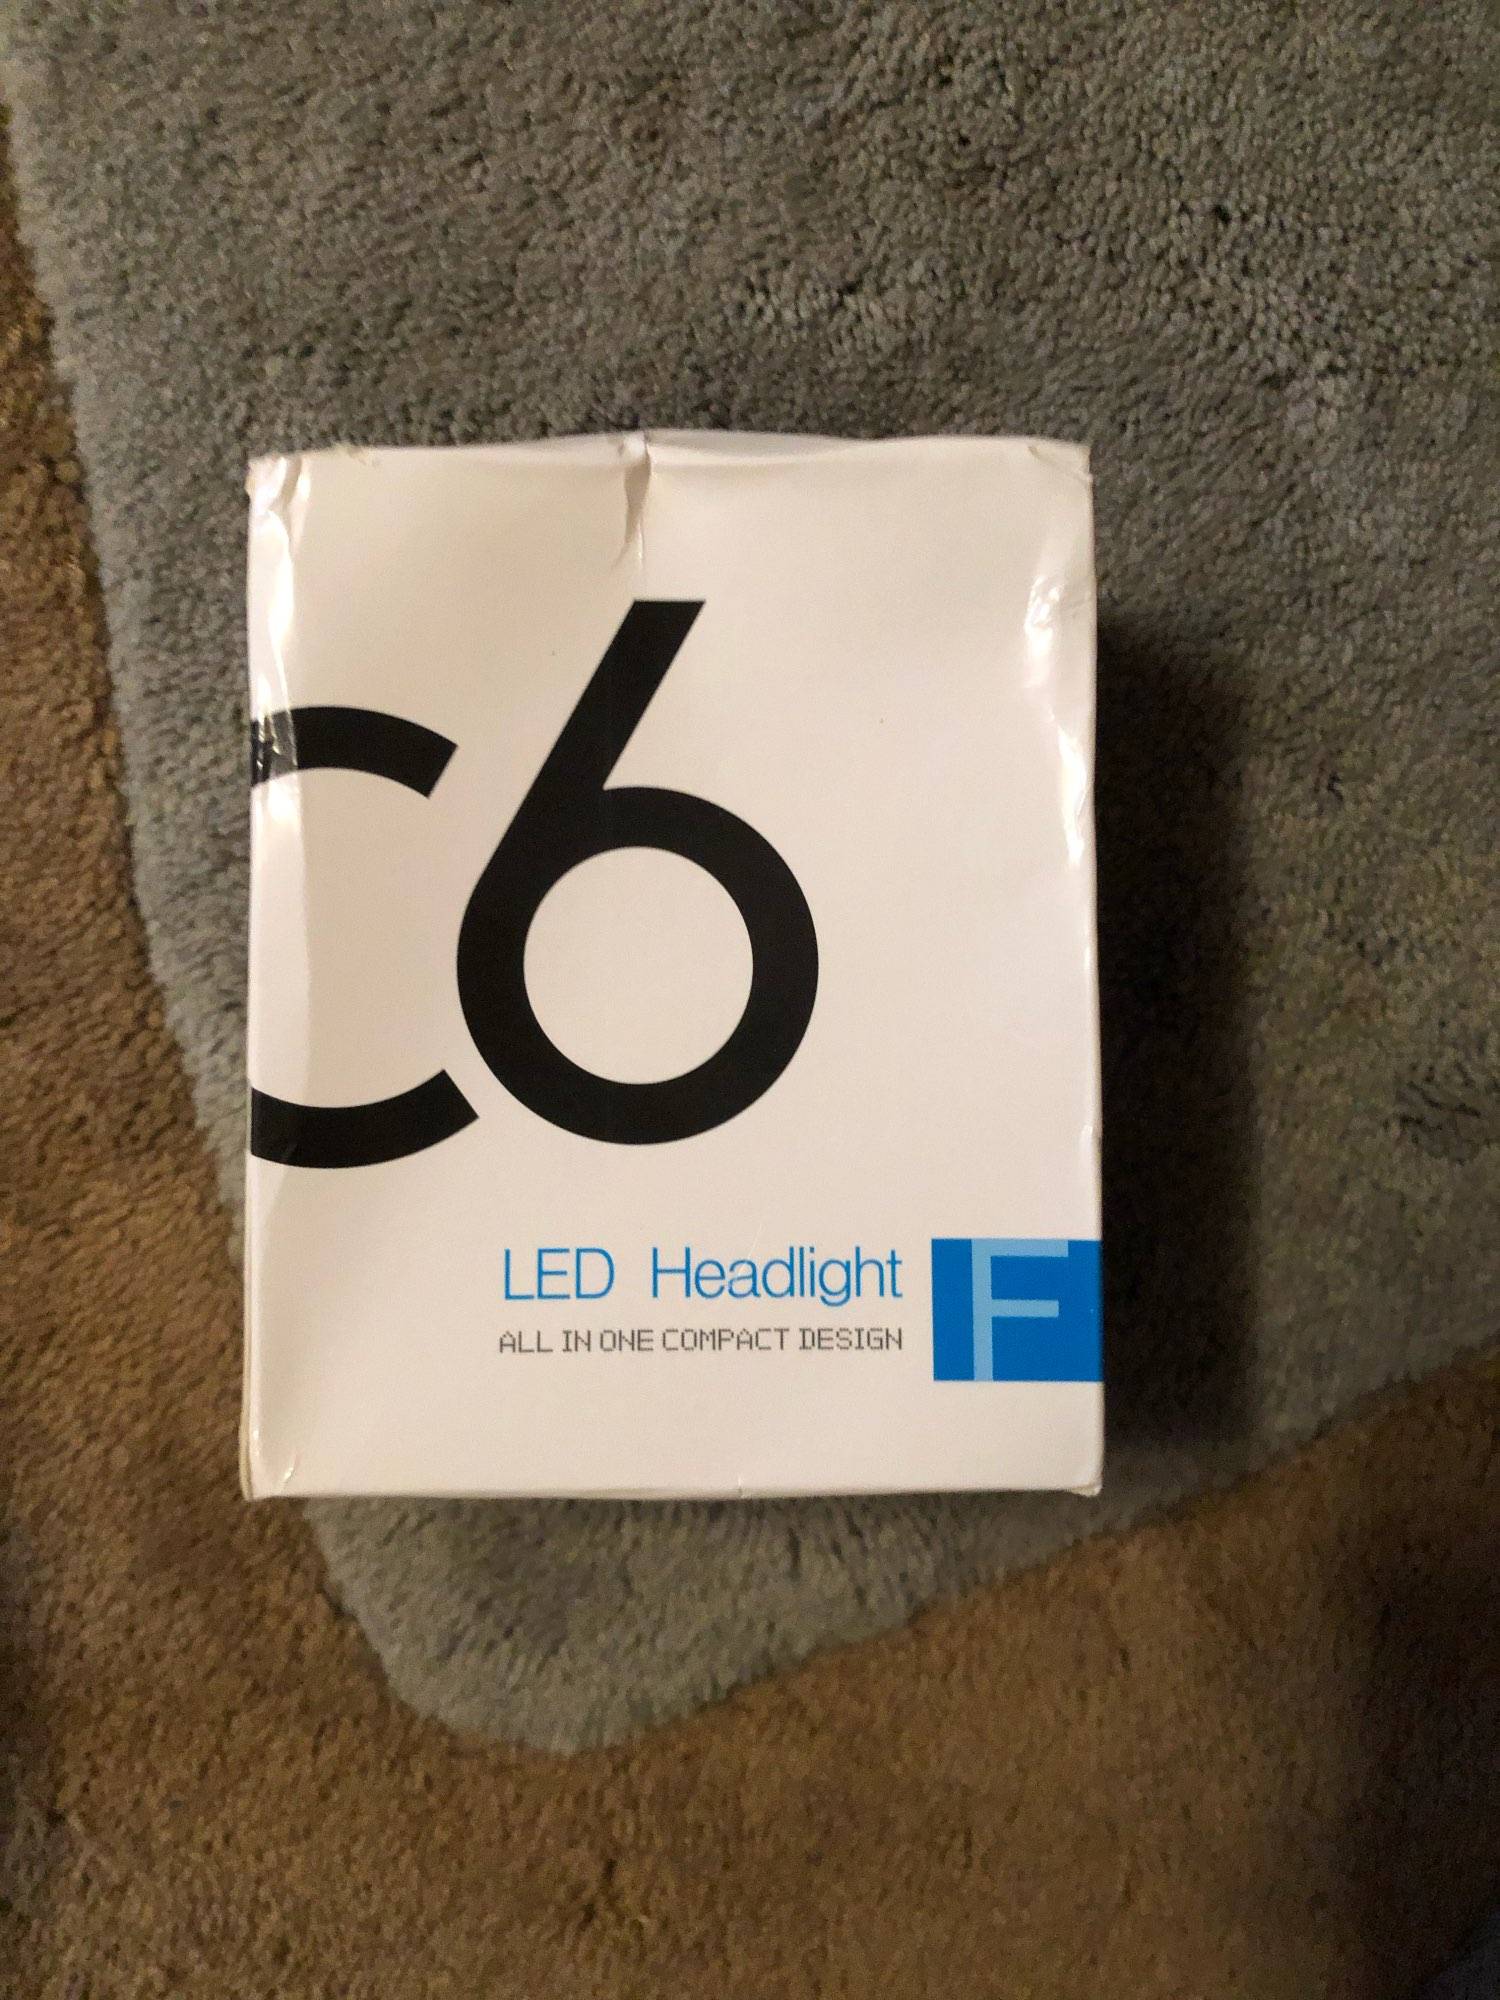 C6
LED Headlight
ALL IN ONE COMPACT DESIGN
F